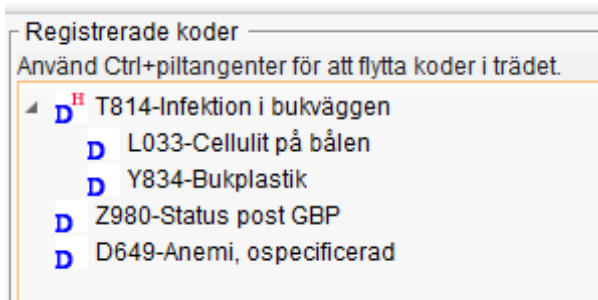 Registrerade koder
Använd Ctrl+piltangenter för att flytta koder i trädet.
D H T814-Infektion i bukväggen
D L033-Cellulit på bålen
D Y834-Bukplastik
D Z980-Status post GBP
D D649-Anemi, ospecificerad